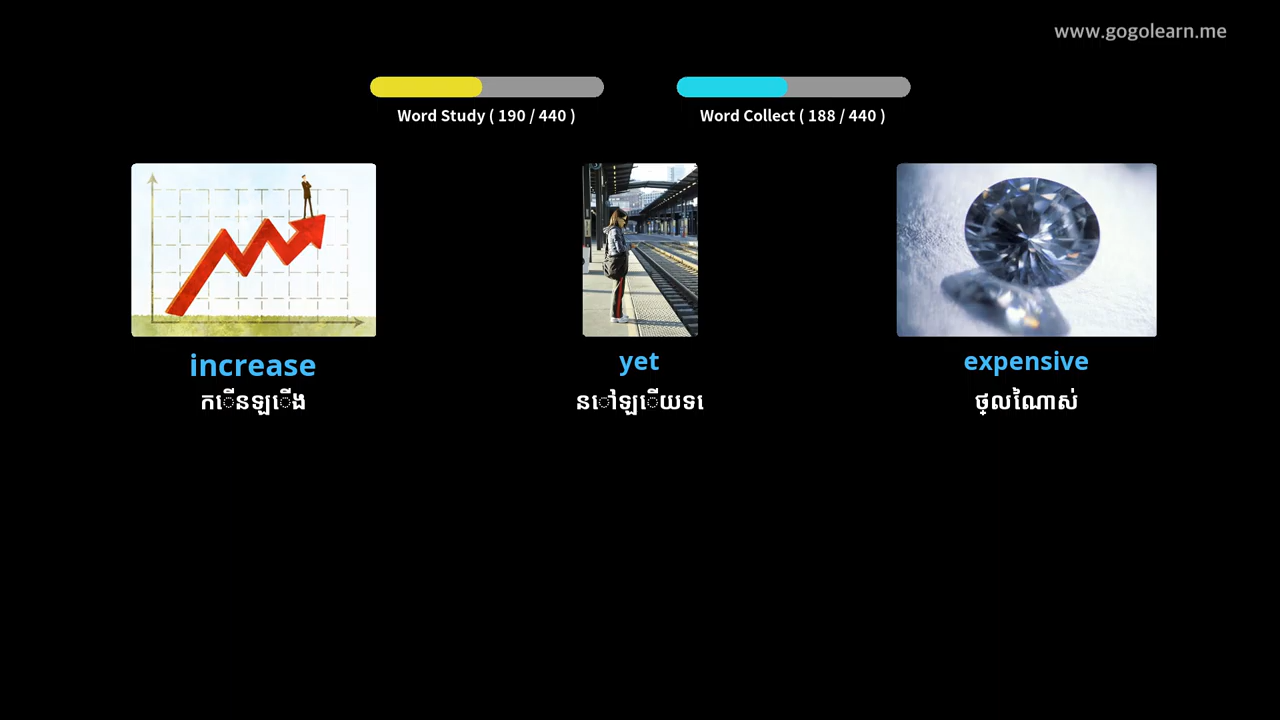 www.gogolearn.me
Word Study ( 190 / 440 )
Word Collect ( 188 / 440 )
increase
yet
expensive
កើនឡើង
នៅឡើយទេ
ថ្លៃណាស់